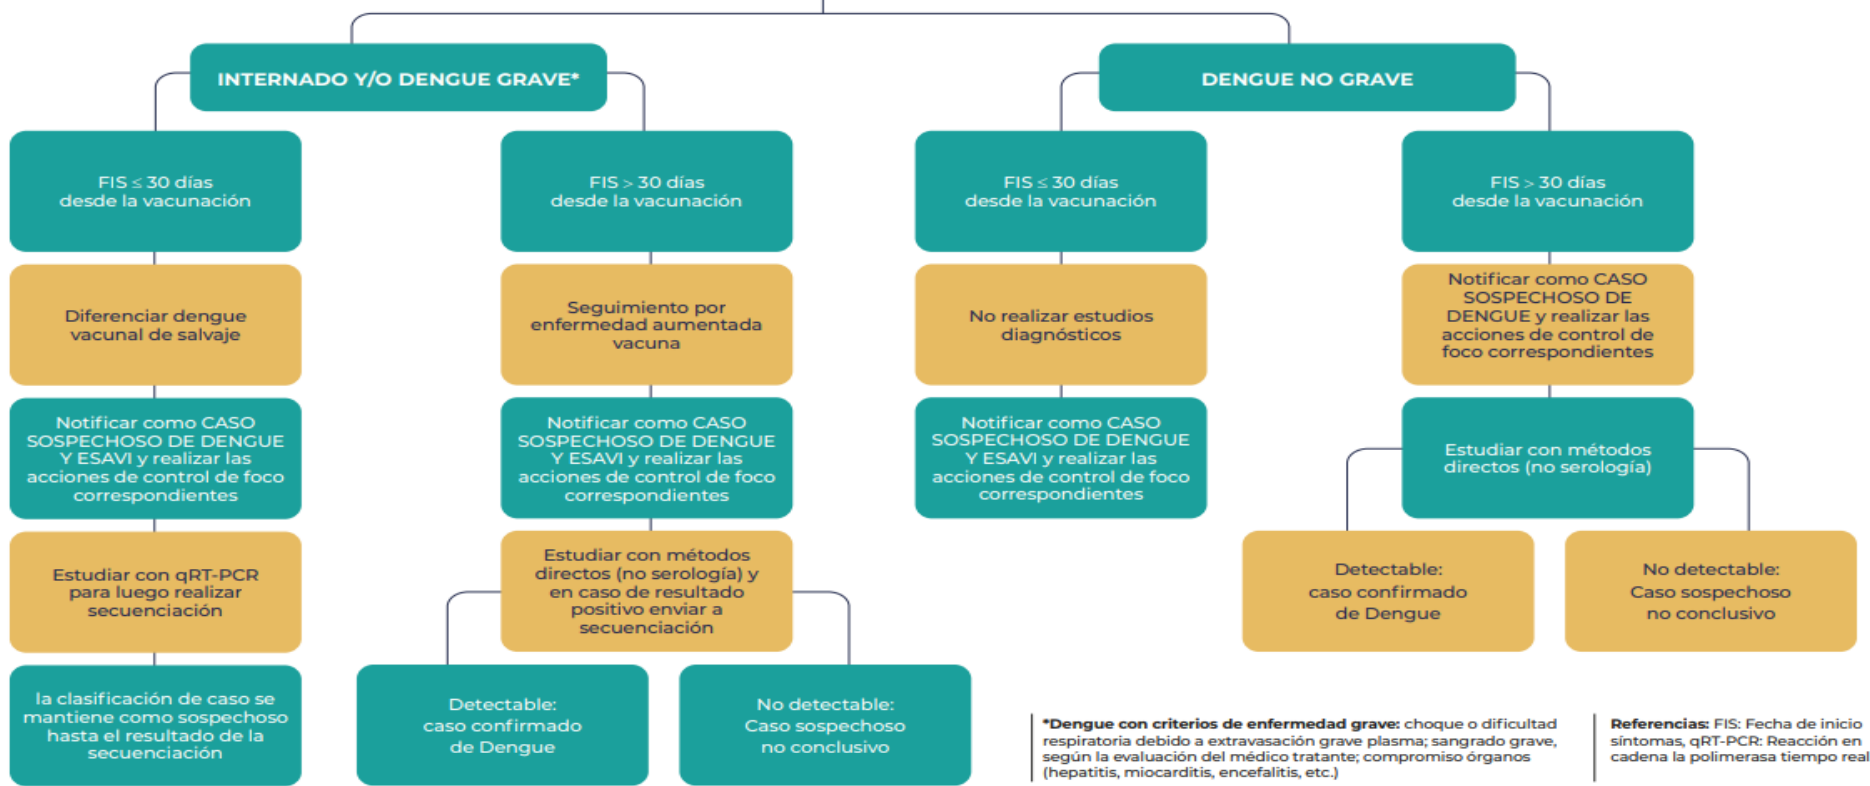 INTERNADO Y/O DENGUE GRAVE*
FIS ≤ 30 días
desde la vacunación
Diferenciar dengue
vacunal de salvaje
Notificar como CASO
SOSPECHOSO DE DENGUE
Y ESAVI y realizar las
acciones de control de foco
correspondientes
Estudiar con qRT-PCR
para luego realizar
secuenciación
la clasificación de caso se
mantiene como sospechoso
hasta el resultado de la
secuenciación
FIS > 30 días
desde la vacunación
Seguimiento por
enfermedad aumentada
vacuna
Notificar como CASO
SOSPECHOSO DE DENGUE
Y ESAVI y realizar las
acciones de control de foco
correspondientes
Estudiar con métodos
directos (no serología) y
en caso de resultado
positivo enviar a
secuenciación
Detectable:
caso confirmado
de Dengue
No detectable:
Caso sospechoso
no conclusivo
DENGUE NO GRAVE
FIS ≤ 30 días
desde la vacunación
No realizar estudios
diagnósticos
Notificar como CASO
SOSPECHOSO DE DENGUE
Y ESAVI y realizar las
acciones de control de foco
correspondientes
FIS > 30 días
desde la vacunación
Notificar como CASO
SOSPECHOSO DE
DENGUE y realizar las
acciones de control de
foco correspondientes
Estudiar con métodos
directos (no serología)
Detectable:
caso confirmado
de Dengue
No detectable:
Caso sospechoso
no conclusivo
*Dengue con criterios de enfermedad grave: choque o dificultad
respiratoria debido a extravasación grave plasma; sangrado grave,
según la evaluación del médico tratante; compromiso órganos
(hepatitis, miocarditis, encefalitis, etc.)
Referencias: FIS: Fecha de inicio
síntomas, qRT-PCR: Reacción en
cadena la polimerasa tiempo real